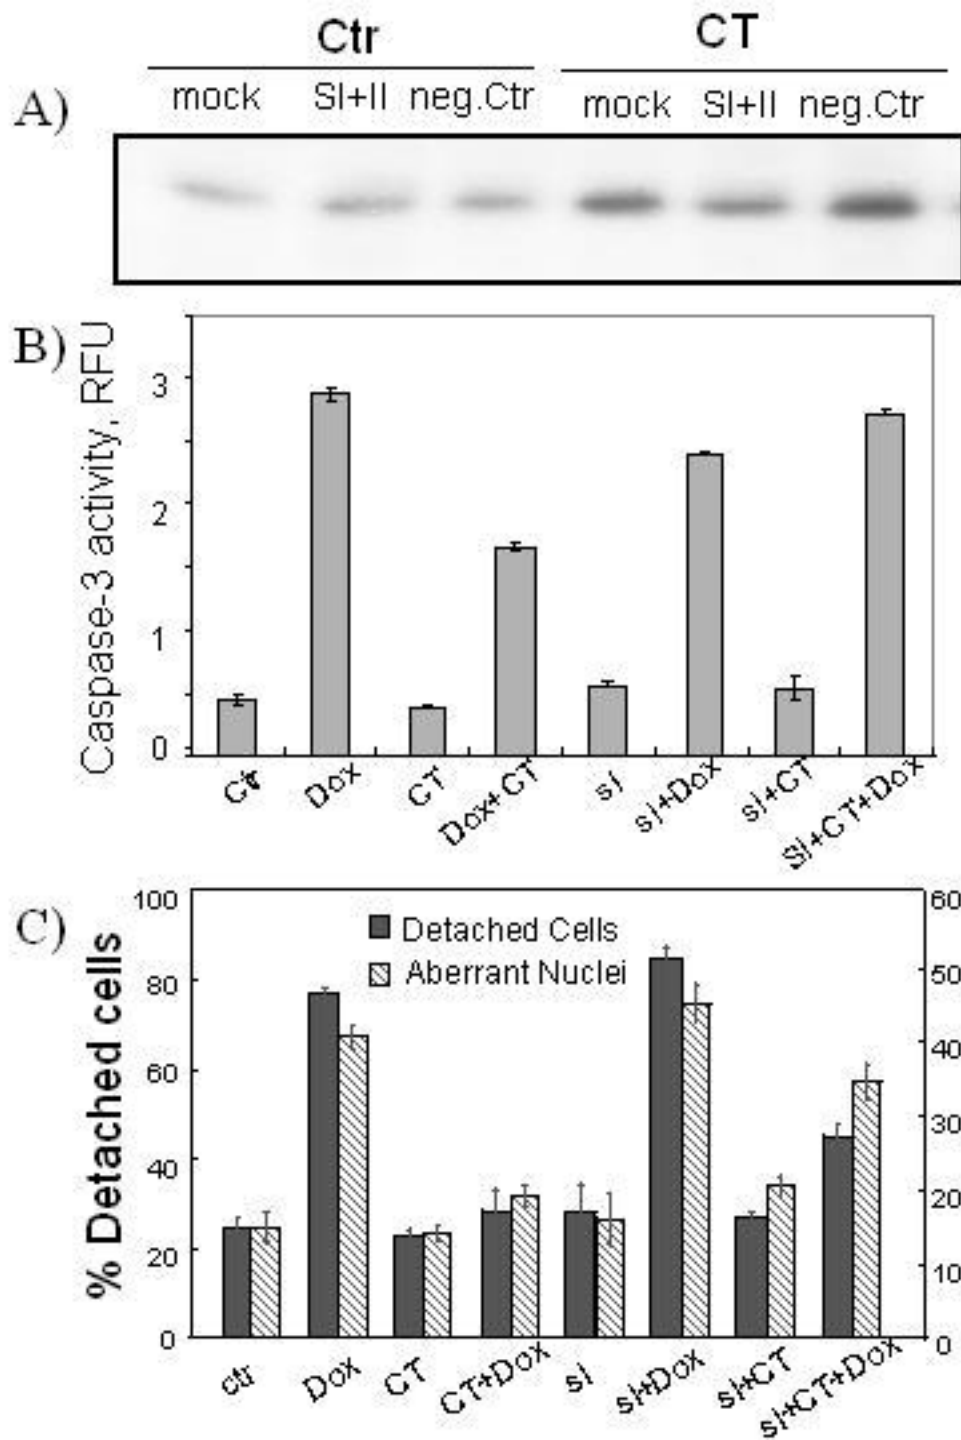 Ctr CT
A) mock SI+II neg.Ctr mock SI+II neg.Ctr
B)
Caspase-3 activity, RFU
3
2
1
0
Ctr Dox CT Dox+CT sI sI+Dox sI+CT SI+CT+Dox
C)
% Detached cells
Detached Cells
Aberrant Nuclei
100
80
60
40
20
0
60
50
40
30
20
10
0
ctr Dox CT CT+Dox sI sI+Dox sI+CT sI+CT+Dox